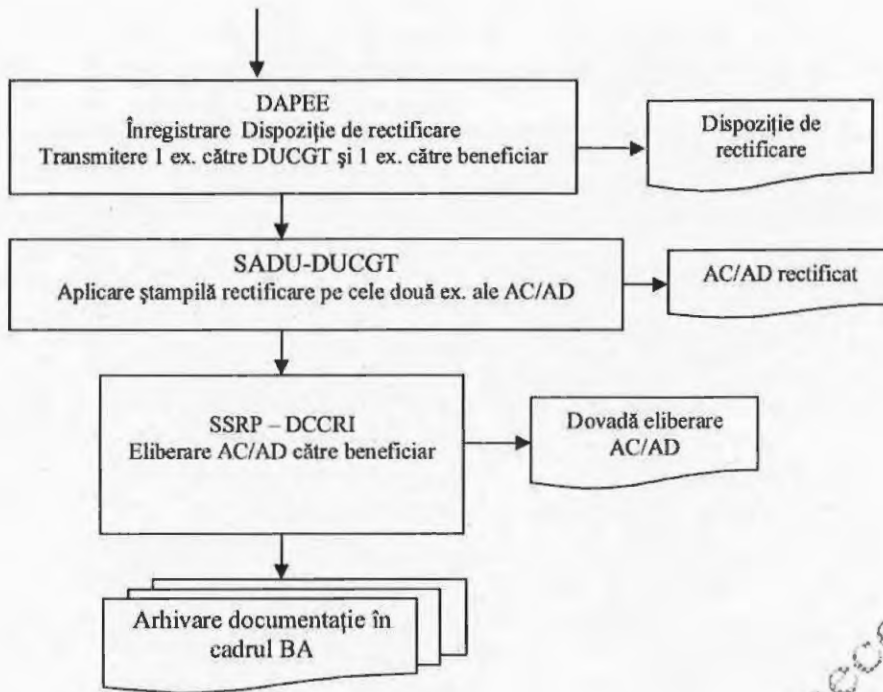 DAPEE
Înregistrare Dispoziție de rectificare
Transmitere 1 ex. către DUCGT și 1 ex. către beneficiar
Dispoziție de
rectificare
SADU-DUCGT
Aplicare ștampilă rectificare pe cele două ex. ale AC/AD
AC/AD rectificat
SSRP – DCCRI
Eliberare AC/AD către beneficiar
Dovadă eliberare
AC/AD
Arhivare documentație în
cadrul BA